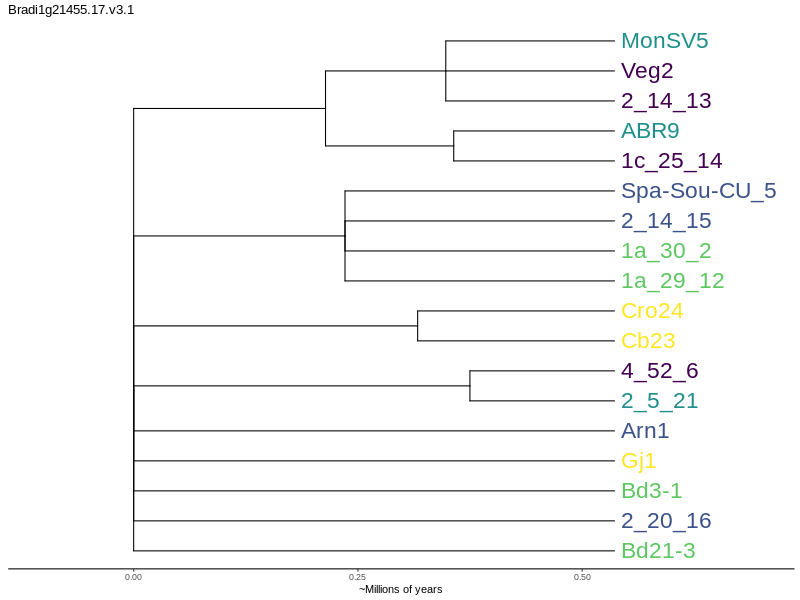 Bradi1g21455.17.v3.1
MonSV5
Veg2
2_14_13
ABR9
1c_25_14
Spa-Sou-CU_5
2_14_15
1a_30_2
1a_29_12
Cro24
Cb23
4_52_6
2_5_21
Arn1
Gj1
Bd3-1
2_20_16
Bd21-3
0.00 0.25 0.50
~Millions of years